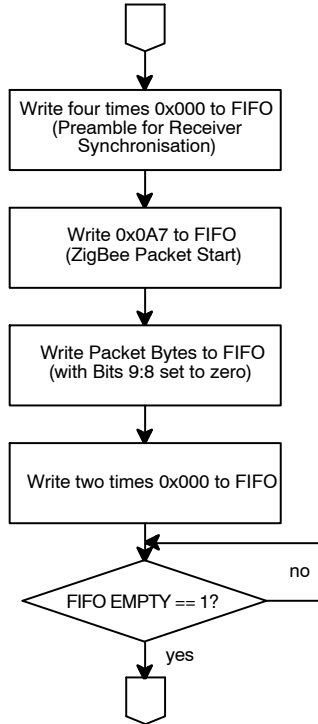 Write four times 0x000 to FIFO
(Preamble for Receiver
Synchronisation)
Write 0x0A7 to FIFO
(ZigBee Packet Start)
Write Packet Bytes to FIFO
(with Bits 9:8 set to zero)
Write two times 0x000 to FIFO
no
FIFO EMPTY == 1?
yes